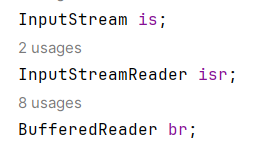 InputStream is;
2 usages
InputStreamReader isr;
8 usages
BufferedReader br;